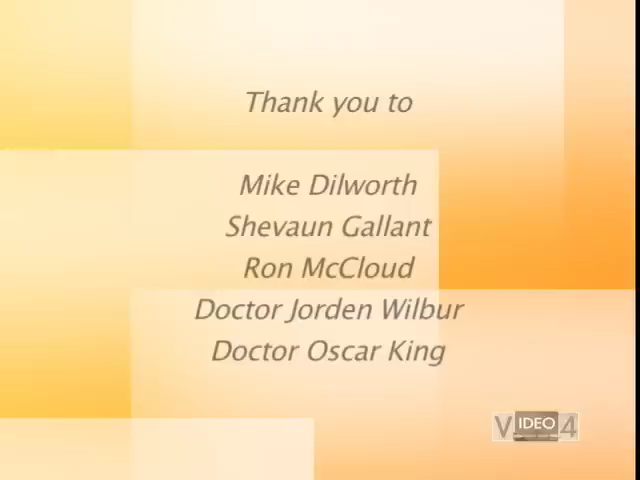 Thank you to
Mike Dilworth
Shevaun Gallant
Ron McCloud
Doctor Jorden Wilbur
Doctor Oscar King
VIDEO4